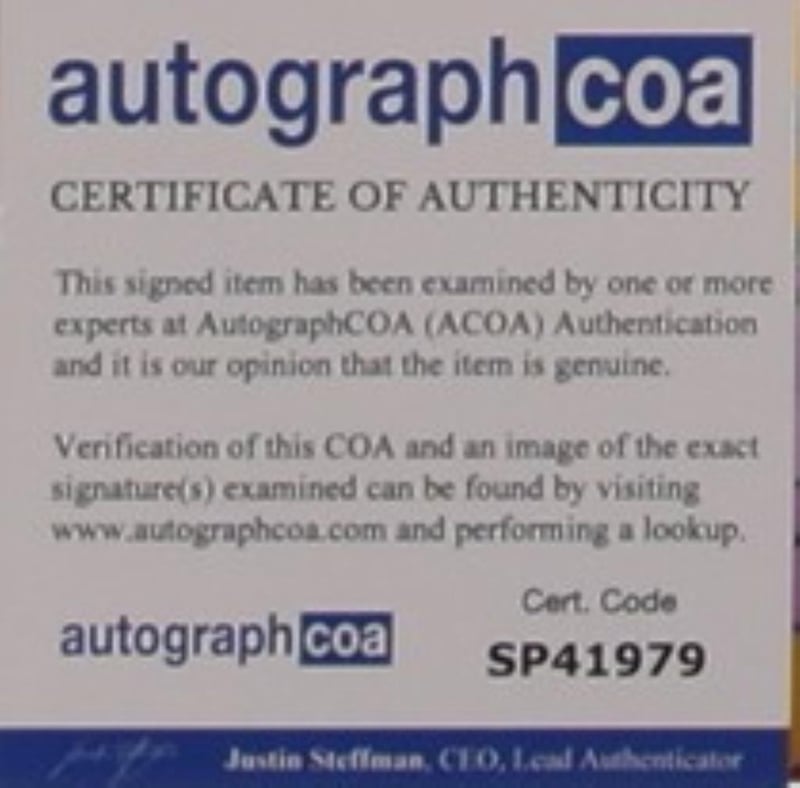 autographcoa
CERTIFICATE OF AUTHENTICITY
This signed item has been examined by one or more
experts at AutographCOA (ACOA) Authentication
and it is our opinion that the item is genuine.
Verification of this COA and an image of the exact
signature(s) examined can be found by visiting
www.autographcoa.com and performing a lookup.
autographcoa
Cert. Code
SP41979
Justin Steffman, CEO, Lead Authenticator